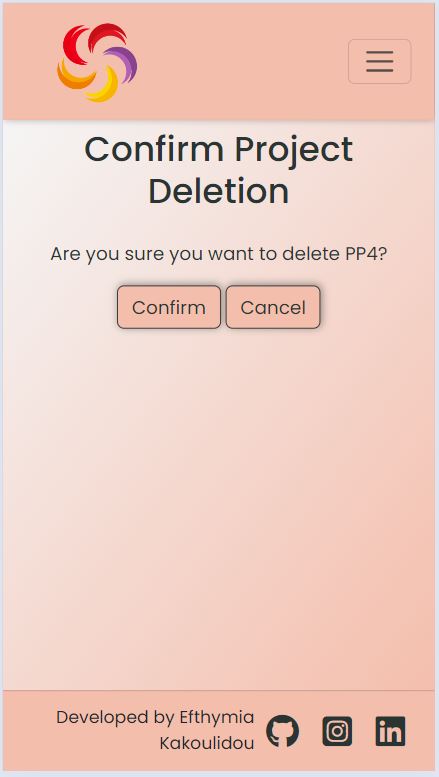 Confirm Project
Deletion
Are you sure you want to delete PP4?
Confirm Cancel
Developed by Efthymia
Kakoulidou